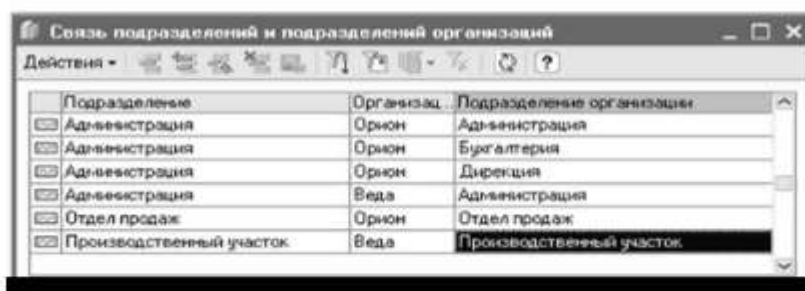 Связь подразделений и подразделений организаций
Действия
Подразделение Организац... Подразделение организации
Администрация Орион Администрация
Администрация Орион Бухгалтерия
Администрация Орион Дирекция
Администрация Веда Администрация
Отдел продаж Орион Отдел продаж
Производственный участок Веда Производственный участок